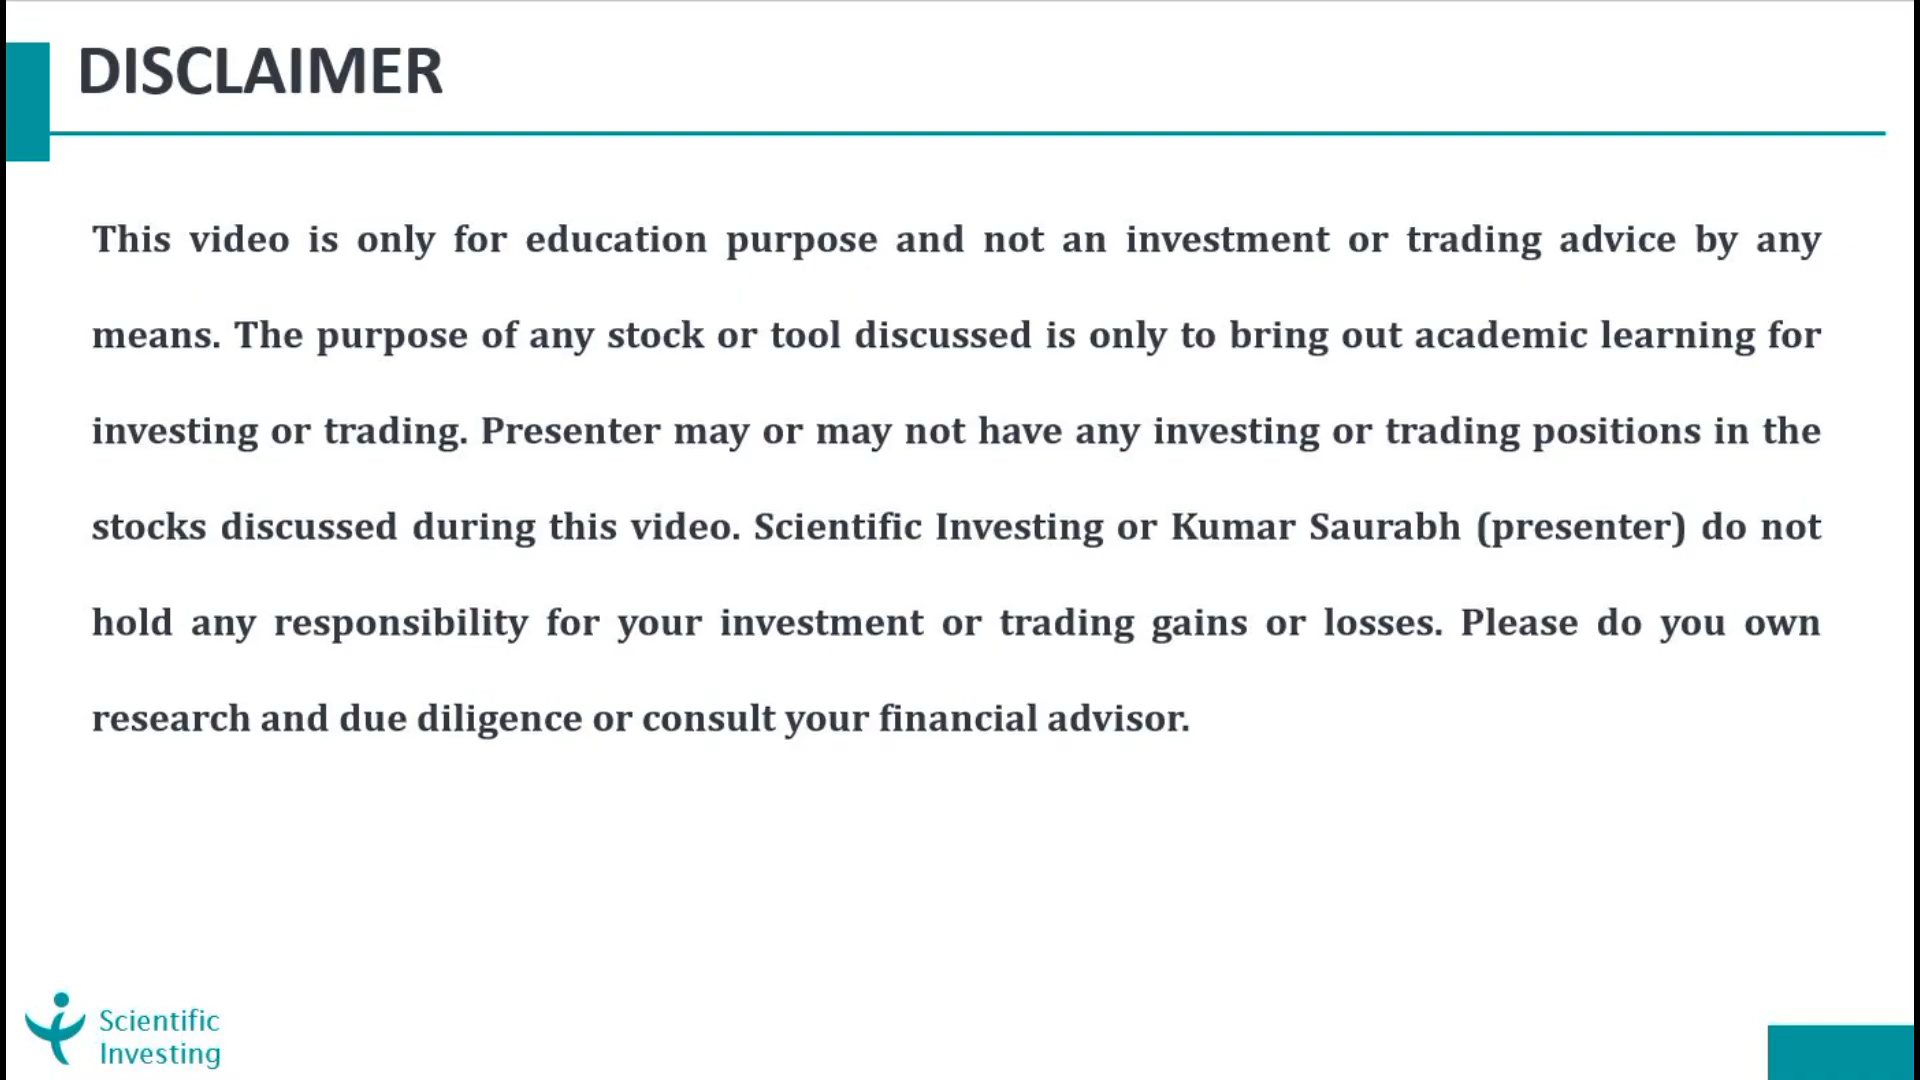 DISCLAIMER
This video is only for education purpose and not an investment or trading advice by any
means. The purpose of any stock or tool discussed is only to bring out academic learning for
investing or trading. Presenter may or may not have any investing or trading positions in the
stocks discussed during this video. Scientific Investing or Kumar Saurabh (presenter) do not
hold any responsibility for your investment or trading gains or losses. Please do you own
research and due diligence or consult your financial advisor.
Scientific
Investing